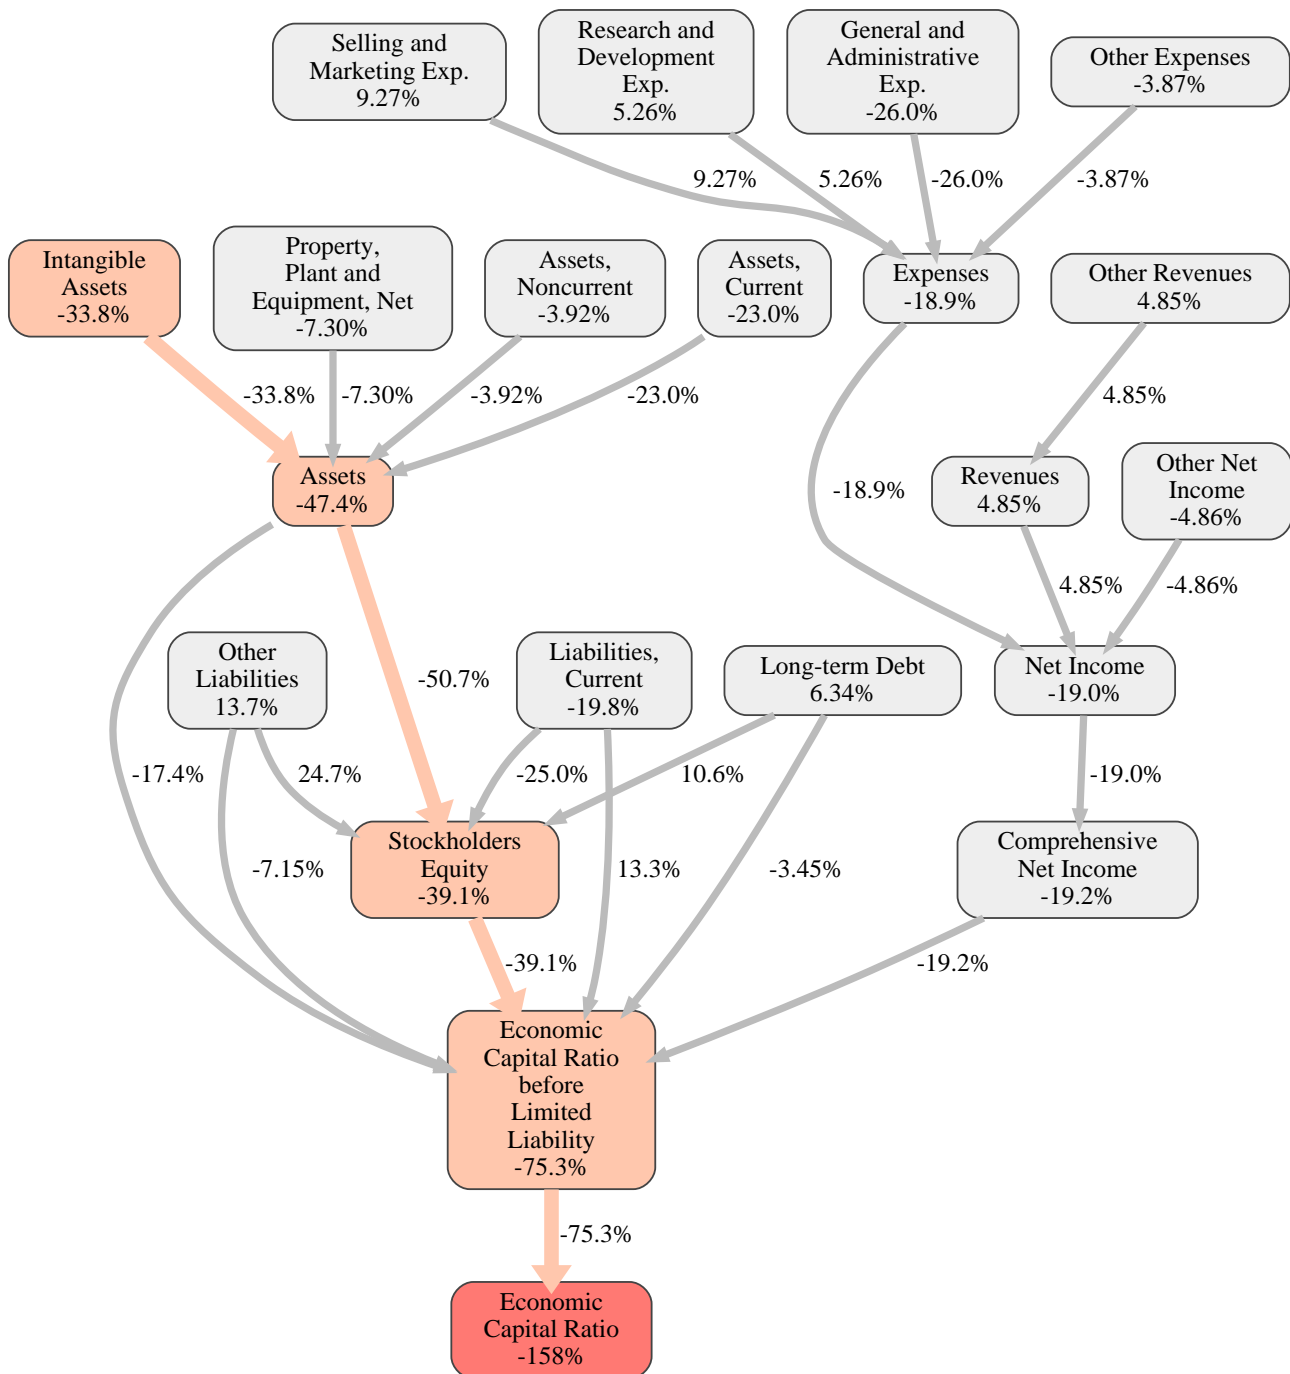 Selling and
Marketing Exp.
9.27%
Research and
Development
Exp.
5.26%
General and
Administrative
Exp.
-26.0%
Other Expenses
-3.87%
9.27%
5.26%
-26.0%
-3.87%
Intangible
Assets
-33.8%
Property,
Plant and
Equipment, Net
-7.30%
Assets,
Noncurrent
-3.92%
Assets,
Current
-23.0%
Expenses
-18.9%
Other Revenues
4.85%
-33.8%
-7.30%
-3.92%
-23.0%
4.85%
Assets
-47.4%
-18.9%
Revenues
4.85%
Other Net
Income
-4.86%
4.85%
-4.86%
Other
Liabilities
13.7%
-50.7%
Liabilities,
Current
-19.8%
Long-term Debt
6.34%
Net Income
-19.0%
-17.4%
24.7%
-25.0%
10.6%
-19.0%
Stockholders
Equity
-39.1%
-7.15%
13.3%
-3.45%
Comprehensive
Net Income
-19.2%
-39.1%
-19.2%
Economic
Capital Ratio
before
Limited
Liability
-75.3%
-75.3%
Economic
Capital Ratio
-158%